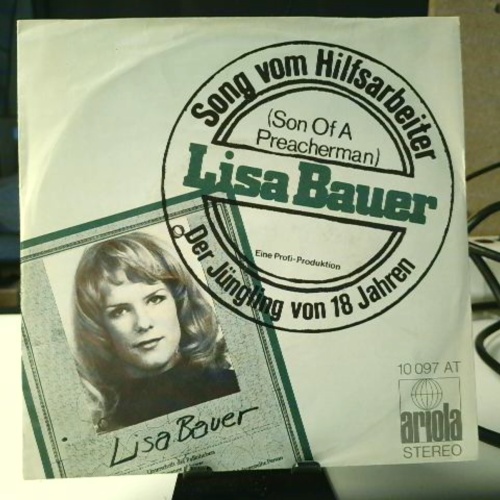 Song vom Hilfsarbeiter
(Son Of A
Preacherman)
Lisa Bauer
Eine Profi-Produktion
Der Jüngling von 18 Jahren
Lisa Bauer
10 097 AT
ariola
STEREO